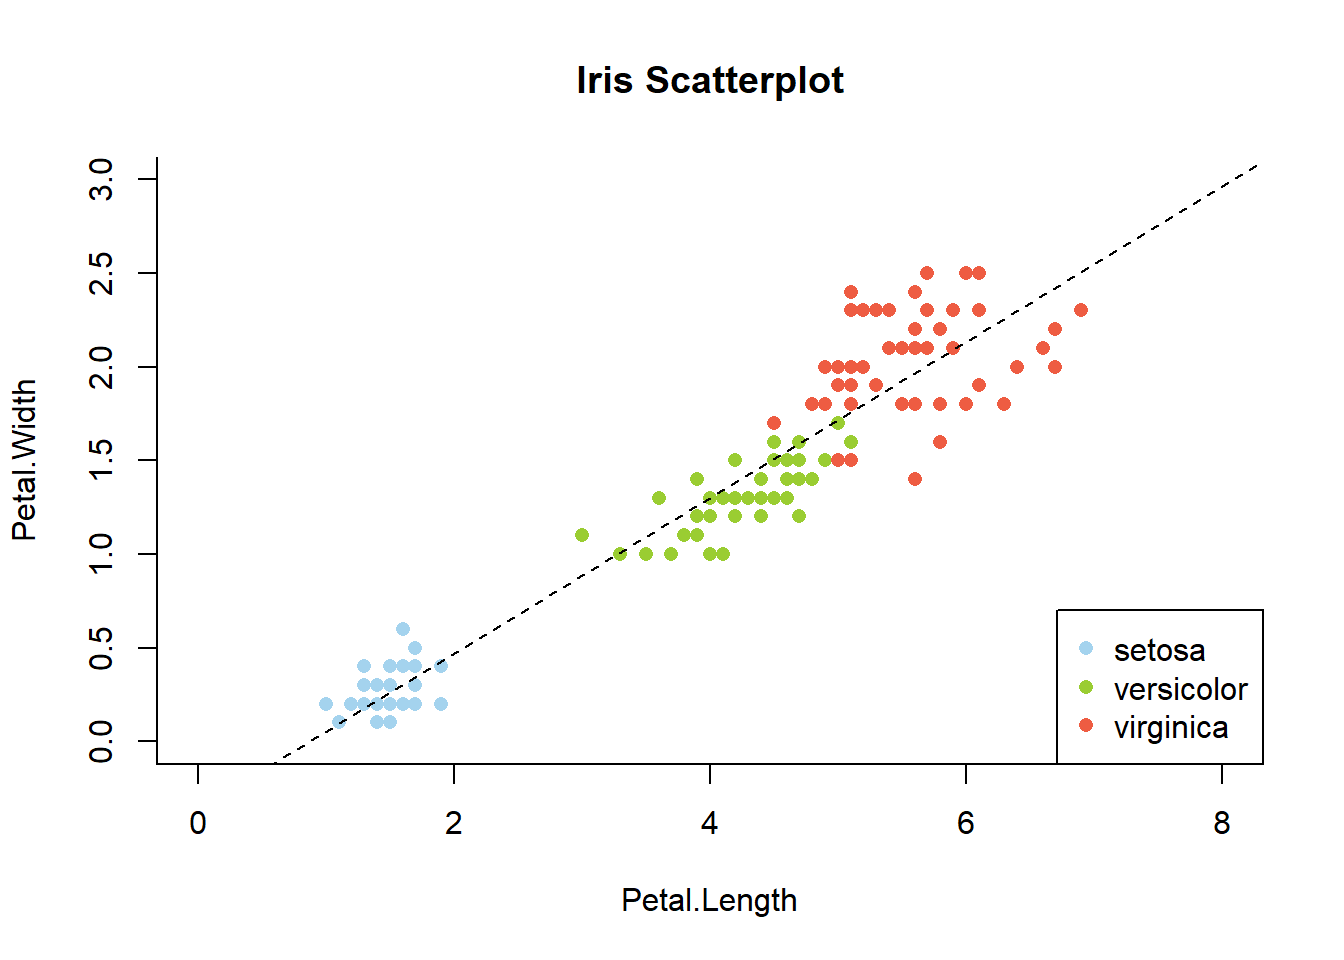 Iris Scatterplot
Petal.Width
3.0
2.5
2.0
1.5
1.0
0.5
0.0
0 2 4 6 8
Petal.Length
setosa
versicolor
virginica